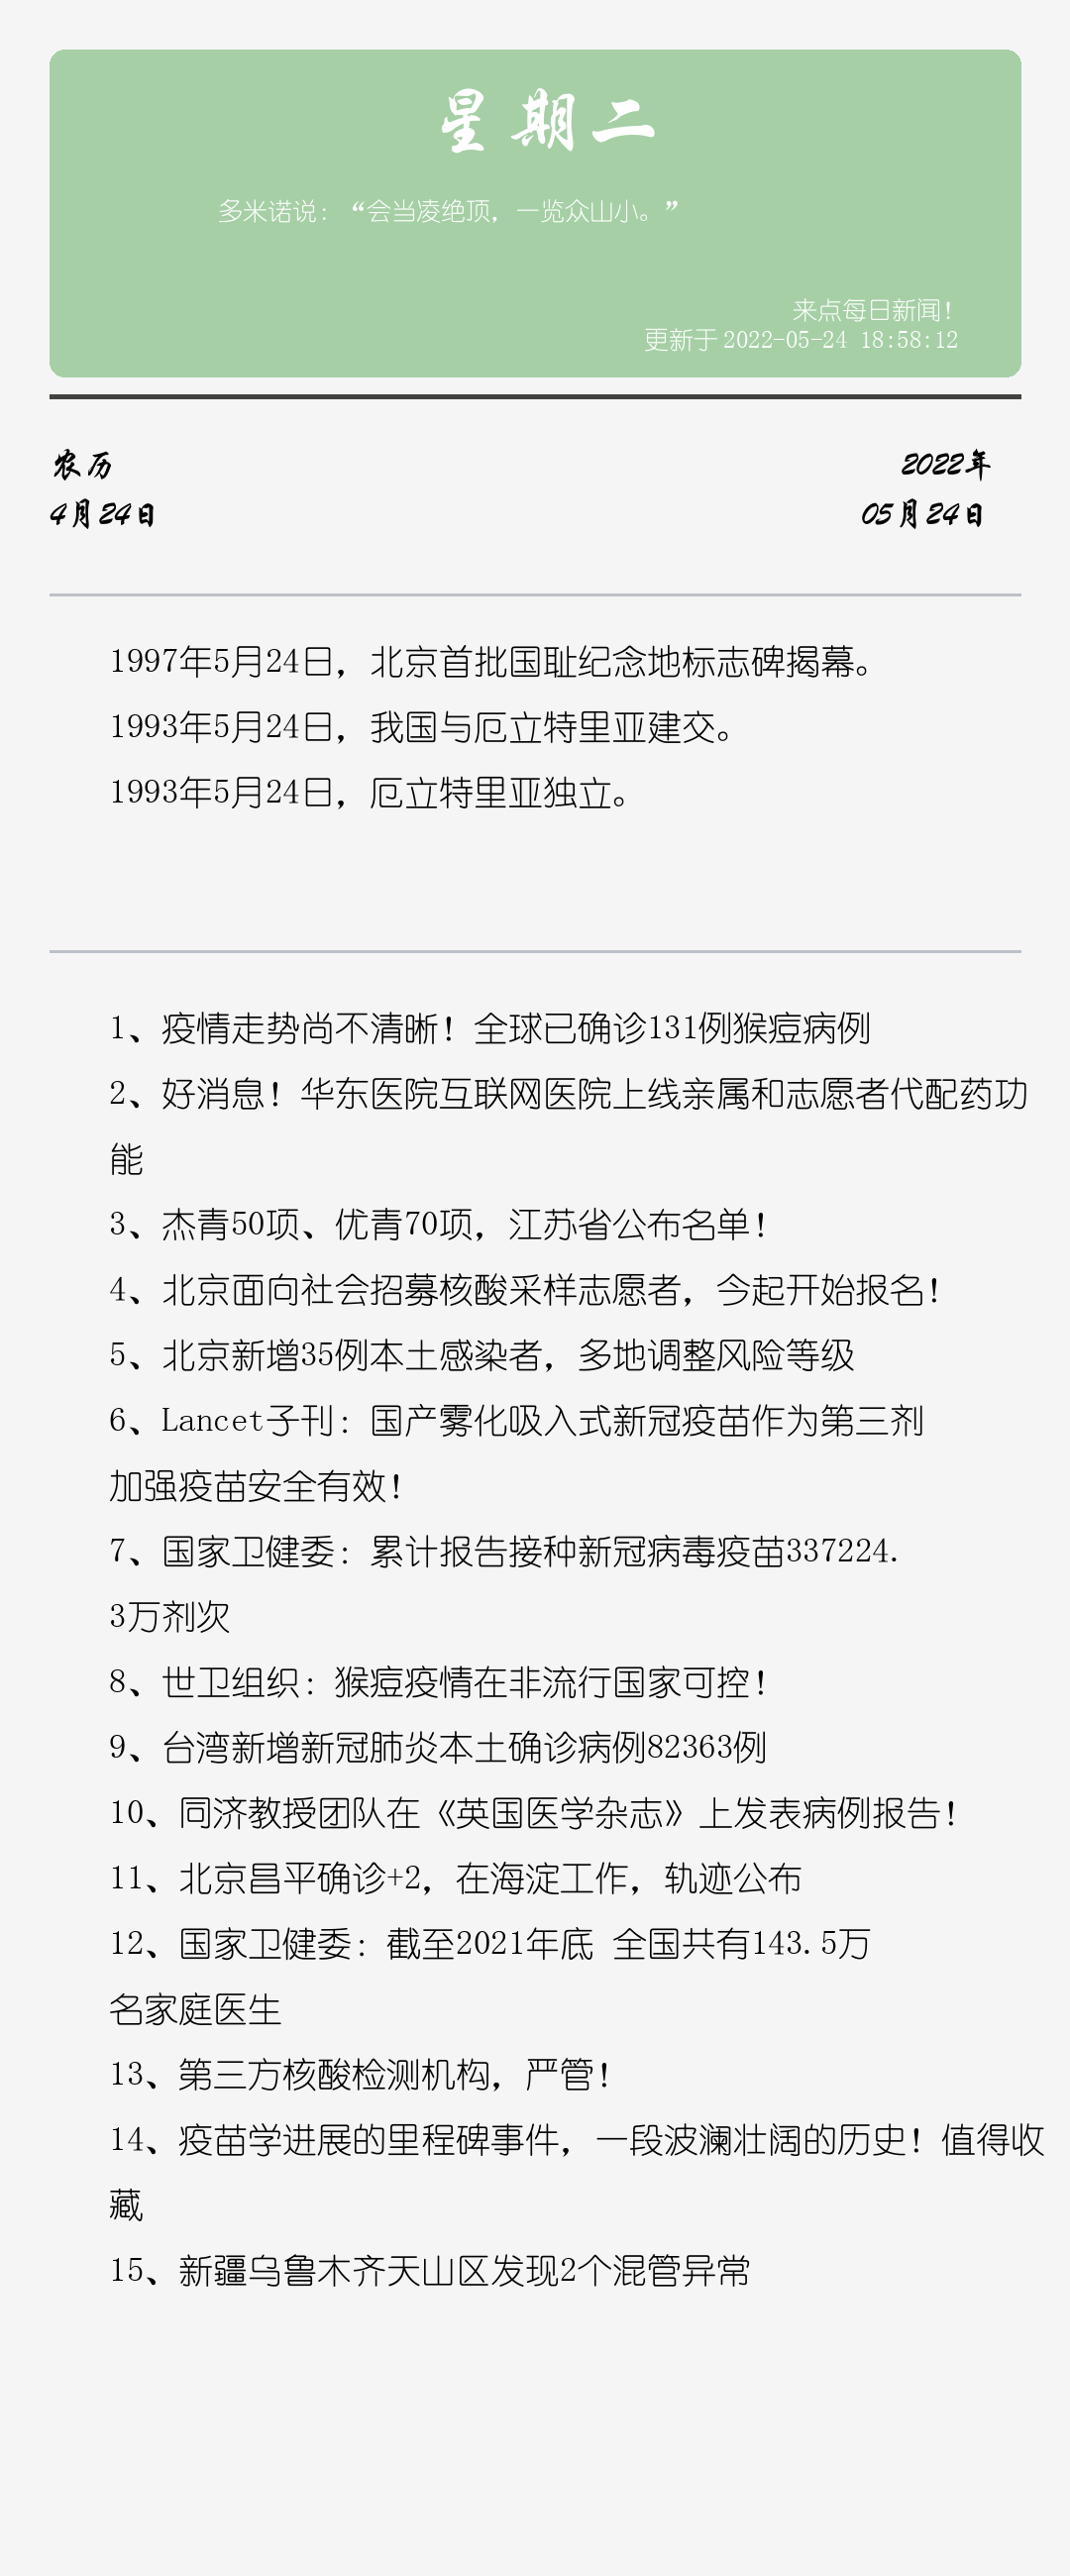 星期二
多米诺说：“会当凌绝顶，一览众山小。”
来点每日新闻！
更新于 2022-05-24 18:58:12
农历
2022年
4月24日
05月24日
1997年5月24日，北京首批国耻纪念地标志碑揭幕。
1993年5月24日，我国与厄立特里亚建交。
1993年5月24日，厄立特里亚独立。
1、疫情走势尚不清晰！全球已确诊131例猴痘病例
2、好消息！华东医院互联网医院上线亲属和志愿者代配药功
能
3、杰青50项、优青70项，江苏省公布名单！
4、北京面向社会招募核酸采样志愿者，今起开始报名！
5、北京新增35例本土感染者，多地调整风险等级
6、Lancet子刊：国产雾化吸入式新冠疫苗作为第三剂
加强疫苗安全有效！
7、国家卫健委：累计报告接种新冠病毒疫苗337224.
3万剂次
8、世卫组织：猴痘疫情在非流行国家可控！
9、台湾新增新冠肺炎本土确诊病例82363例
10、同济教授团队在《英国医学杂志》上发表病例报告！
11、北京昌平确诊+2，在海淀工作，轨迹公布
12、国家卫健委：截至2021年底 全国共有143.5万
名家庭医生
13、第三方核酸检测机构，严管！
14、疫苗学进展的里程碑事件，一段波澜壮阔的历史！值得收
藏
15、新疆乌鲁木齐天山区发现2个混管异常